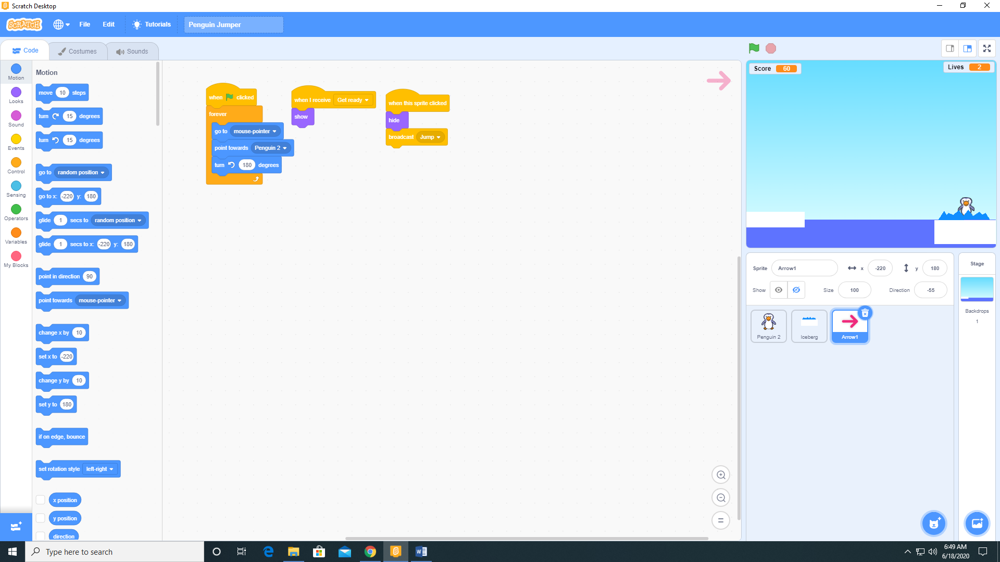 Scratch Desktop
SCRATCH
File
Edit
Tutorials
Penguin Jumper
Code
Costumes
Sounds
Motion
Looks
Sound
Events
Control
Sensing
Operators
Variables
My Blocks
Motion
move 10 steps
turn 15 degrees
turn 15 degrees
go to random position
go to x: -220 y: 180
glide 1 secs to random position
glide 1 secs to x: -220 y: 180
point in direction 90
point towards mouse-pointer
change x by 10
set x to -220
change y by 10
set y to 180
if on edge, bounce
set rotation style left-right
x position
y position
direction
when clicked
forever
go to mouse-pointer
point towards Penguin 2
turn 180 degrees
when I receive Get ready
show
when this sprite clicked
hide
broadcast Jump
Score 60
Lives 2
Sprite Arrow1 x -220 y 180
Show Size 100 Direction -55
Penguin 2
Iceberg
Arrow1
Stage
Backdrops
1
Type here to search
6:49 AM
6/18/2020